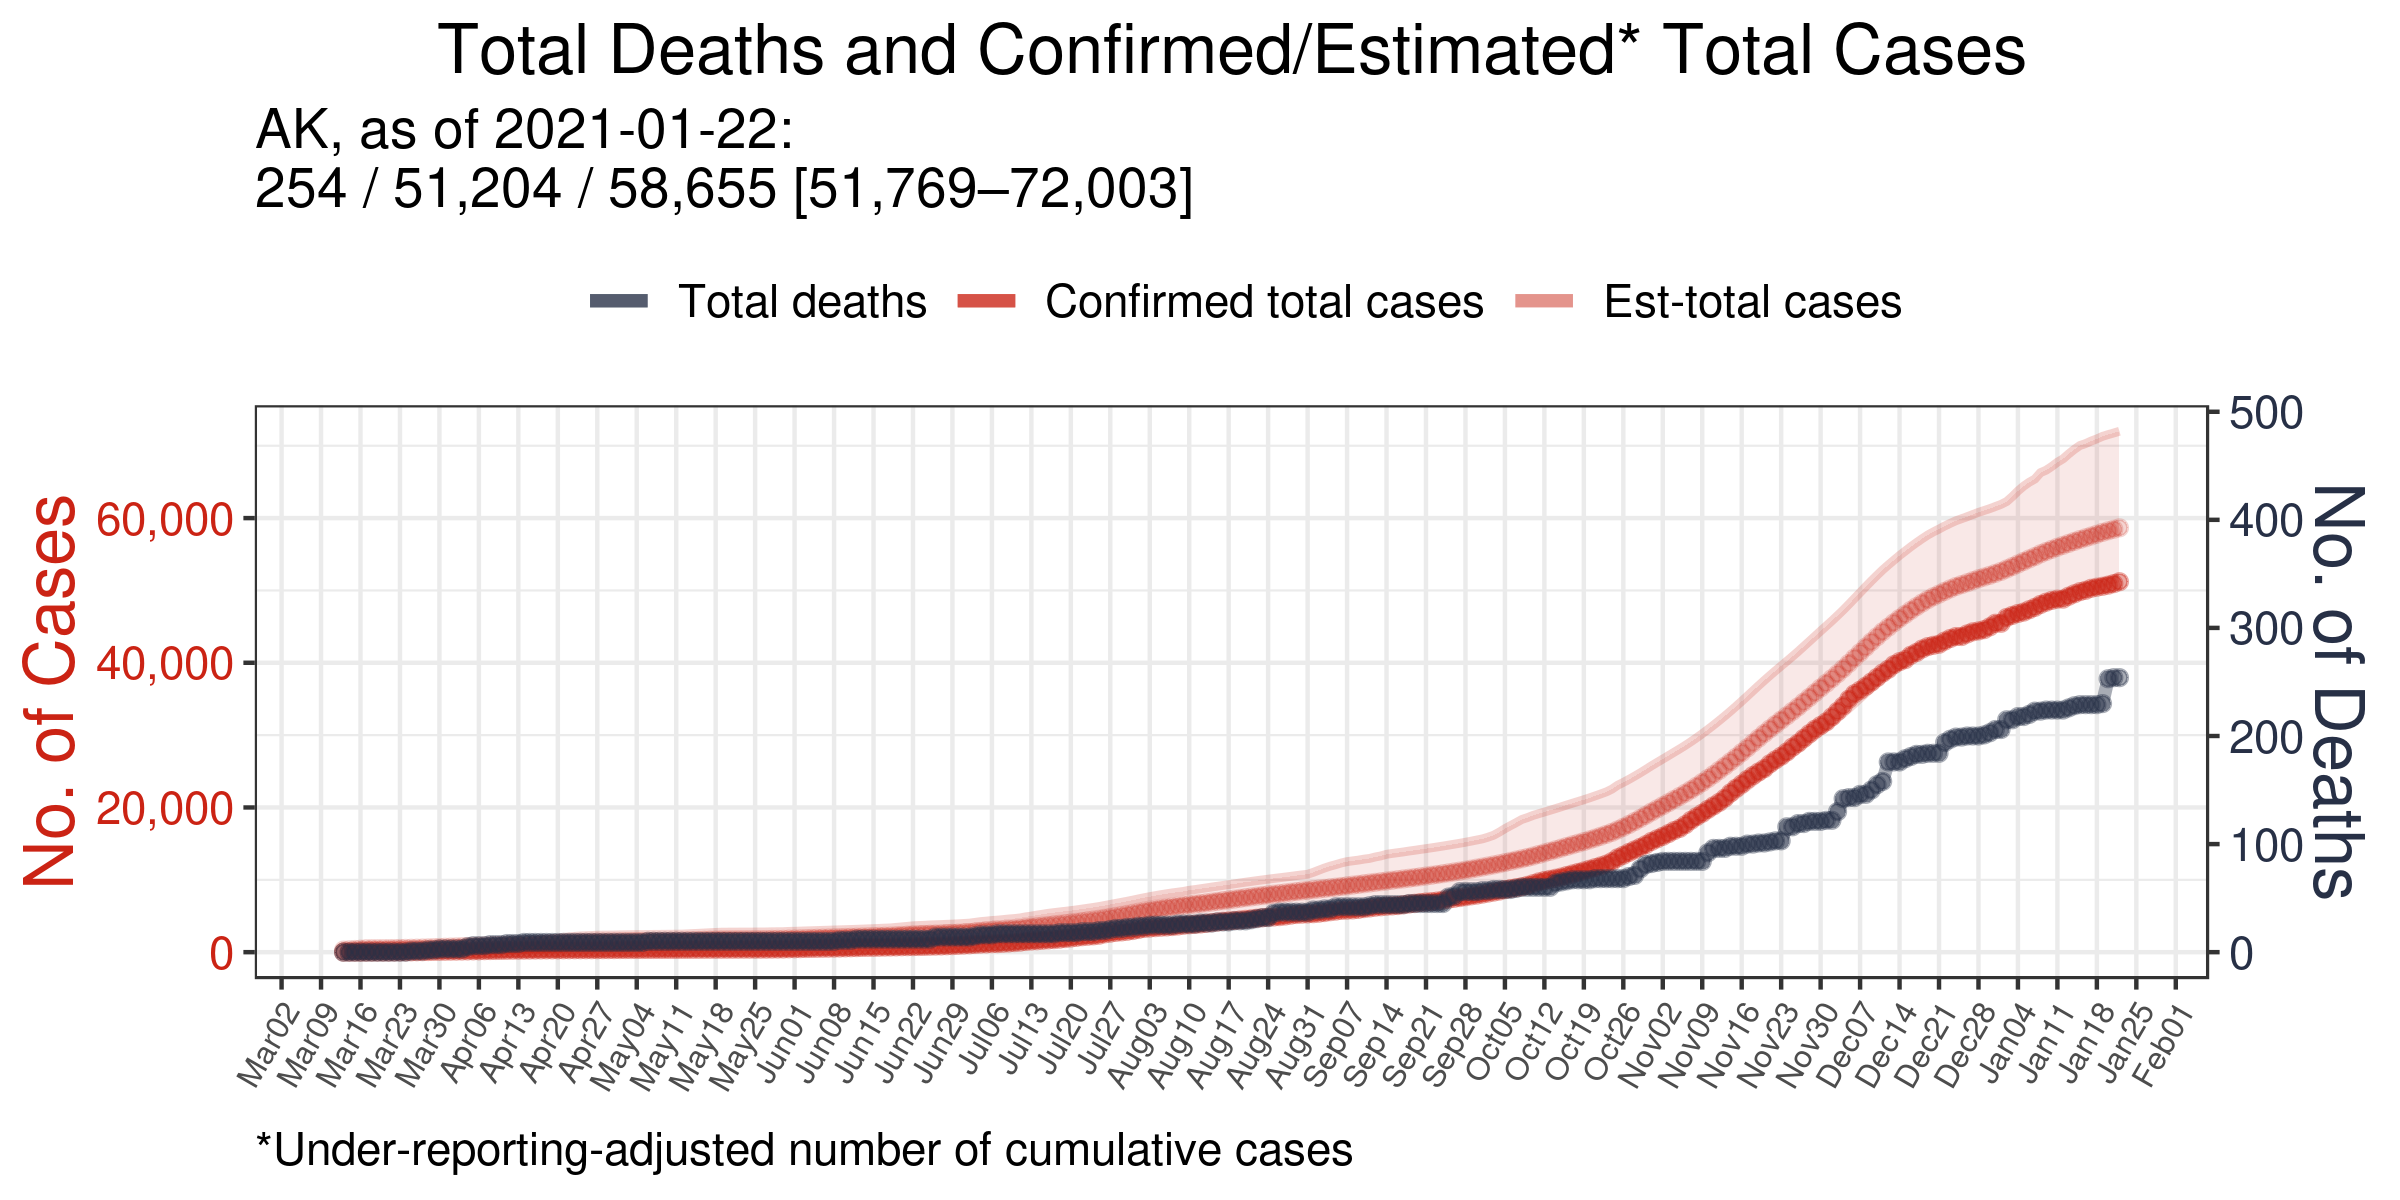 Total Deaths and Confirmed/Estimated* Total Cases
AK, as of 2021-01-22:
254 / 51,204 / 58,655 [51,769–72,003]
Total deaths
Confirmed total cases
Est-total cases
No. of Cases
60,000
40,000
20,000
0
500
400
300
200
100
0
No. of Deaths
Mar02
Mar09
Mar16
Mar23
Mar30
Apr06
Apr13
Apr20
Apr27
May04
May11
May18
May25
Jun01
Jun08
Jun15
Jun22
Jun29
Jul06
Jul13
Jul20
Jul27
Aug03
Aug10
Aug17
Aug24
Aug31
Sep07
Sep14
Sep21
Sep28
Oct05
Oct12
Oct19
Oct26
Nov02
Nov09
Nov16
Nov23
Nov30
Dec07
Dec14
Dec21
Dec28
Jan04
Jan11
Jan18
Jan25
Feb01
*Under-reporting-adjusted number of cumulative cases